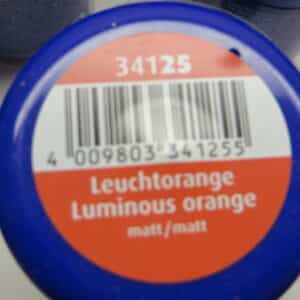 34125
4 009803 341255
Leuchtorange
Luminous orange
matt/matt